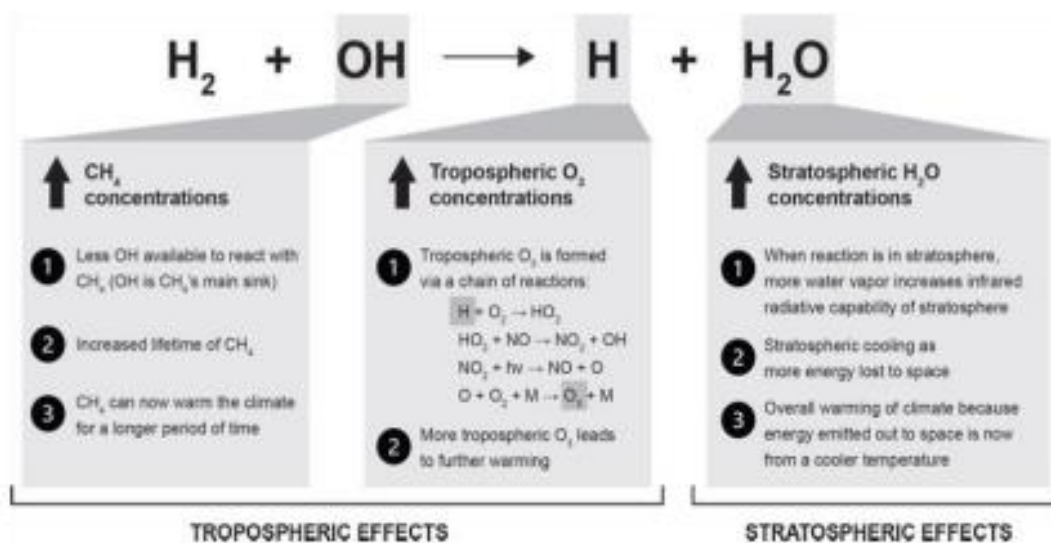 H₂ + OH → H + H₂O
CH₄
concentrations
1 Less OH available to react with
CH₄ (OH is CH₄'s main sink)
2 Increased lifetime of CH₄
3 CH₄ can now warm the climate
for a longer period of time
Tropospheric O₃
concentrations
1 Tropospheric O₃ is formed
via a chain of reactions:
H + O₂ → HO₂
HO₂ + NO → NO₂ + OH
NO₂ + hv → NO + O
O + O₂ + M → O₃ + M
2 More tropospheric O₃ leads
to further warming
Stratospheric H₂O
concentrations
1 When reaction is in stratosphere,
more water vapor increases infrared
radiative capability of stratosphere
2 Stratospheric cooling as
more energy lost to space
3 Overall warming of climate because
energy emitted out to space is now
from a cooler temperature
TROPOSPHERIC EFFECTS
STRATOSPHERIC EFFECTS